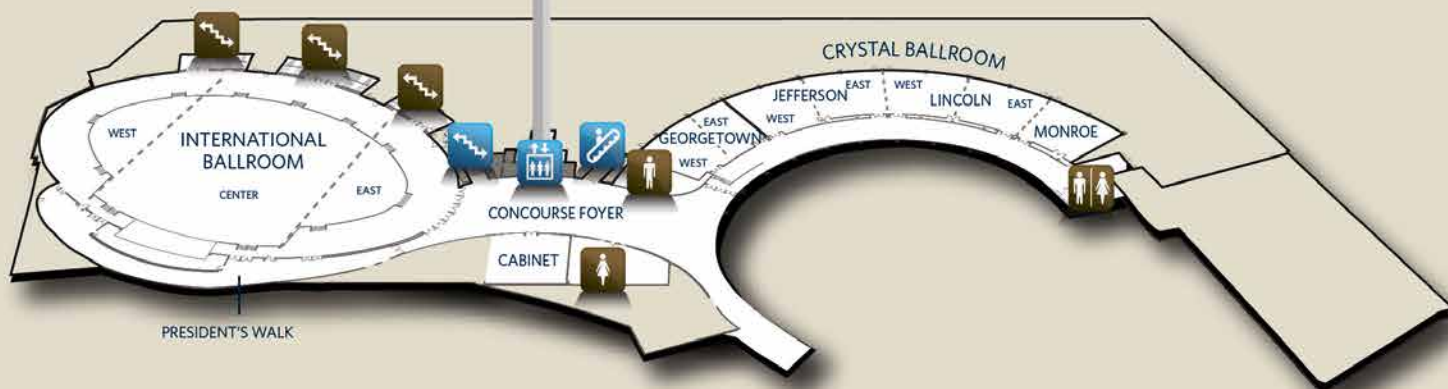 CRYSTAL BALLROOM
EAST
WEST
JEFFERSON
LINCOLN
EAST
WEST
EAST
GEORGETOWN
MONROE
WEST
WEST
INTERNATIONAL
BALLROOM
CENTER
EAST
CONCOURSE FOYER
CABINET
PRESIDENT'S WALK